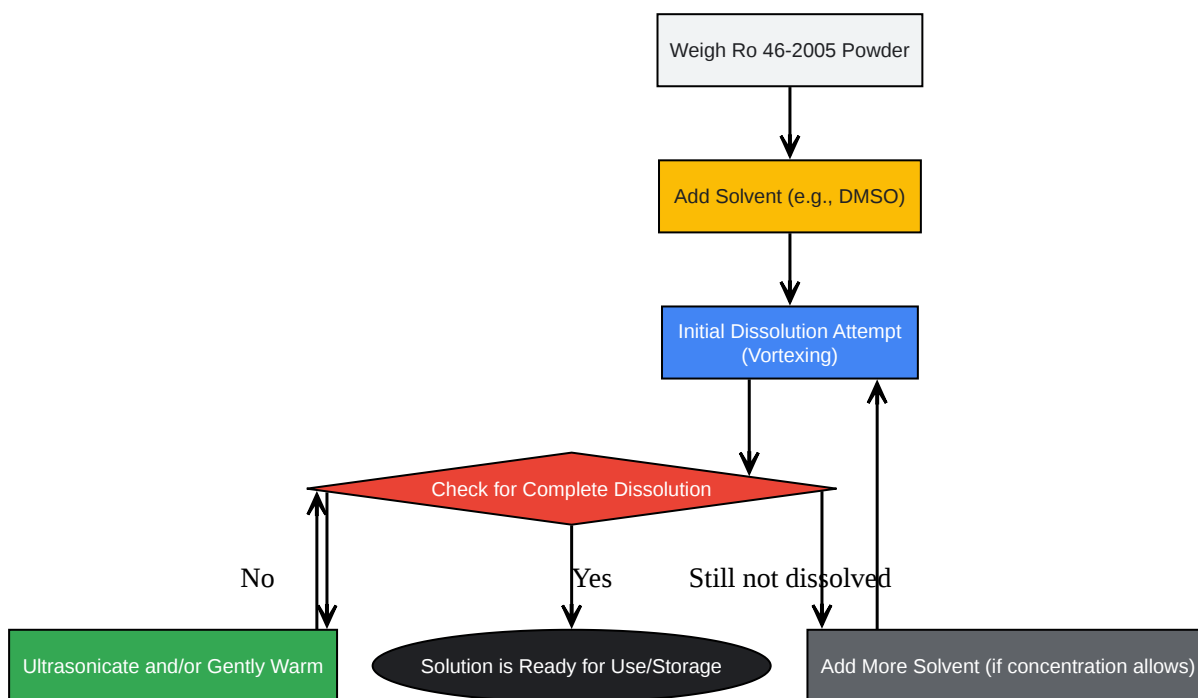 Weigh Ro 46-2005 Powder
Add Solvent (e.g., DMSO)
Initial Dissolution Attempt
(Vortexing)
Check for Complete Dissolution
No
Yes
Still not dissolved
Ultrasonicate and/or Gently Warm
Solution is Ready for Use/Storage
Add More Solvent (if concentration allows)